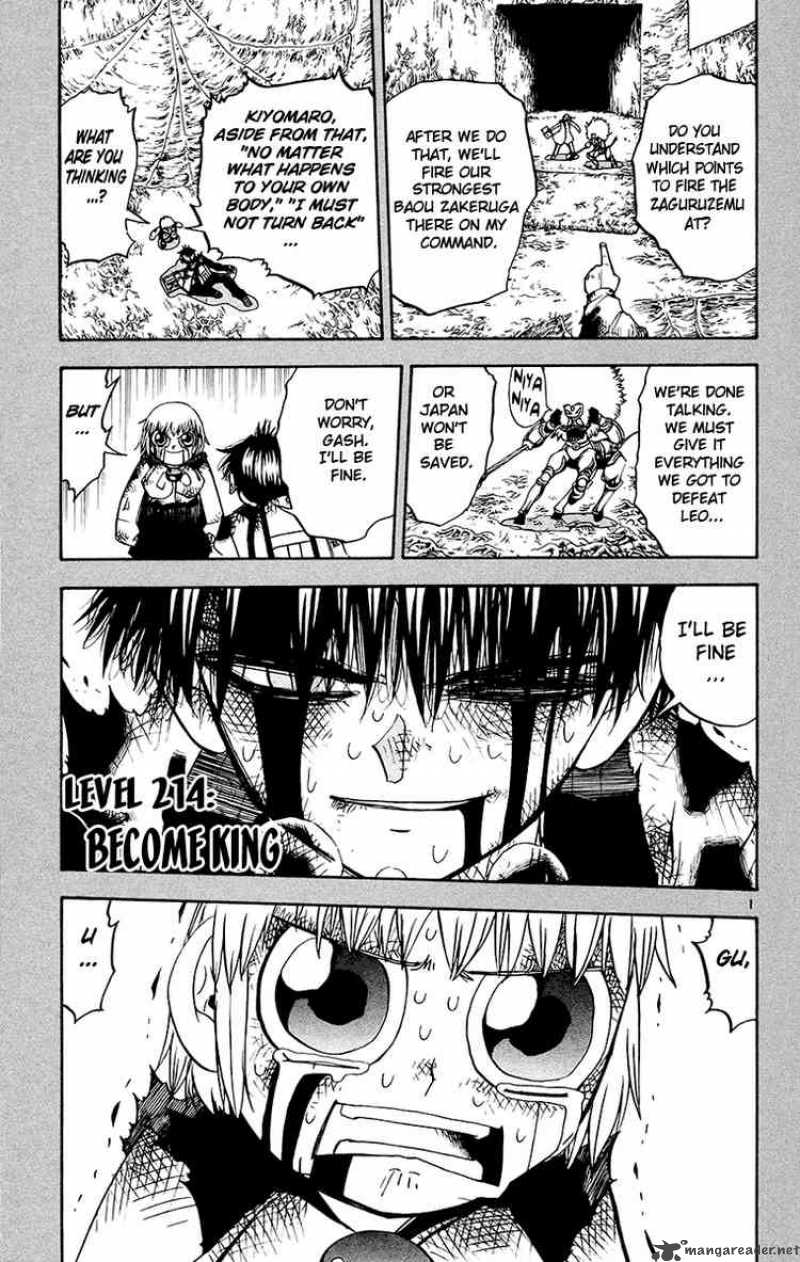 DO YOU
UNDERSTAND
WHICH POINTS
TO FIRE THE
ZAGURUZEMU
AT?
AFTER WE DO
THAT, WE'LL
FIRE OUR
STRONGEST
BAOU ZAKERUGA
THERE ON MY
COMMAND.
KIYOMARO,
ASIDE FROM THAT,
"NO MATTER
WHAT HAPPENS
TO YOUR OWN
BODY," "I MUST
NOT TURN BACK"
...
WHAT
ARE YOU
THINKING
...?
WE'RE DONE
TALKING.
WE MUST
GIVE IT
EVERYTHING
WE GOT TO
DEFEAT
LEO...
NIYA
NIYA
OR
JAPAN
WON'T
BE
SAVED.
DON'T
WORRY,
GASH.
I'LL BE
FINE.
BUT
...
I'LL BE
FINE
...
LEVEL 214:
BECOME KING
1
GU,
U
...
mangareader.net